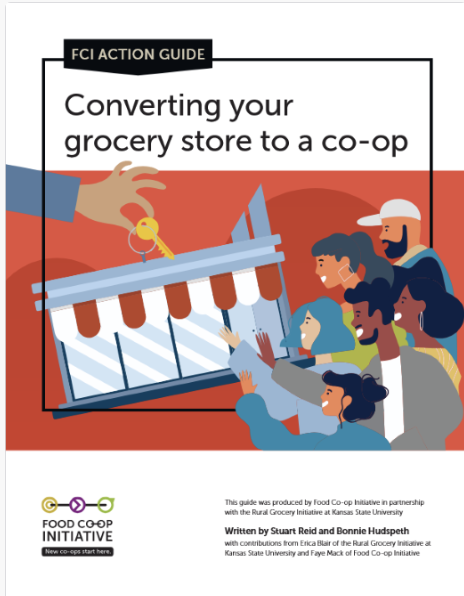 FCI ACTION GUIDE
Converting your
grocery store to a co-op
FOOD CO-OP
INITIATIVE
New co-ops start here.
This guide was produced by Food Co-op Initiative in partnership
with the Rural Grocery Initiative at Kansas State University
Written by Stuart Reid and Bonnie Hudspeth
with contributions from Erica Blair of the Rural Grocery Initiative at
Kansas State University and Faye Mack of Food Co-op Initiative